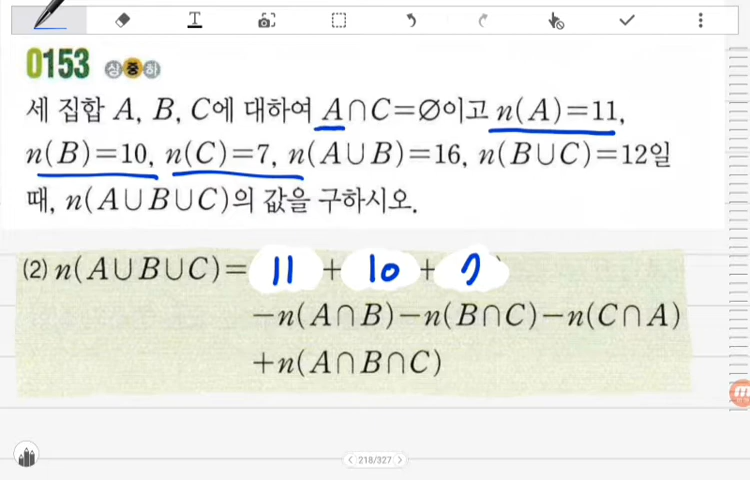 T
0153 상 중 하
세 집합 A, B, C에 대하여 A∩C=∅이고 n(A)=11,
n(B)=10, n(C)=7, n(A∪B)=16, n(B∪C)=12일
때, n(A∪B∪C)의 값을 구하시오.
(2) n(A∪B∪C)= 11 + 10 + 7
−n(A∩B)−n(B∩C)−n(C∩A)
+n(A∩B∩C)
< 218/327 >